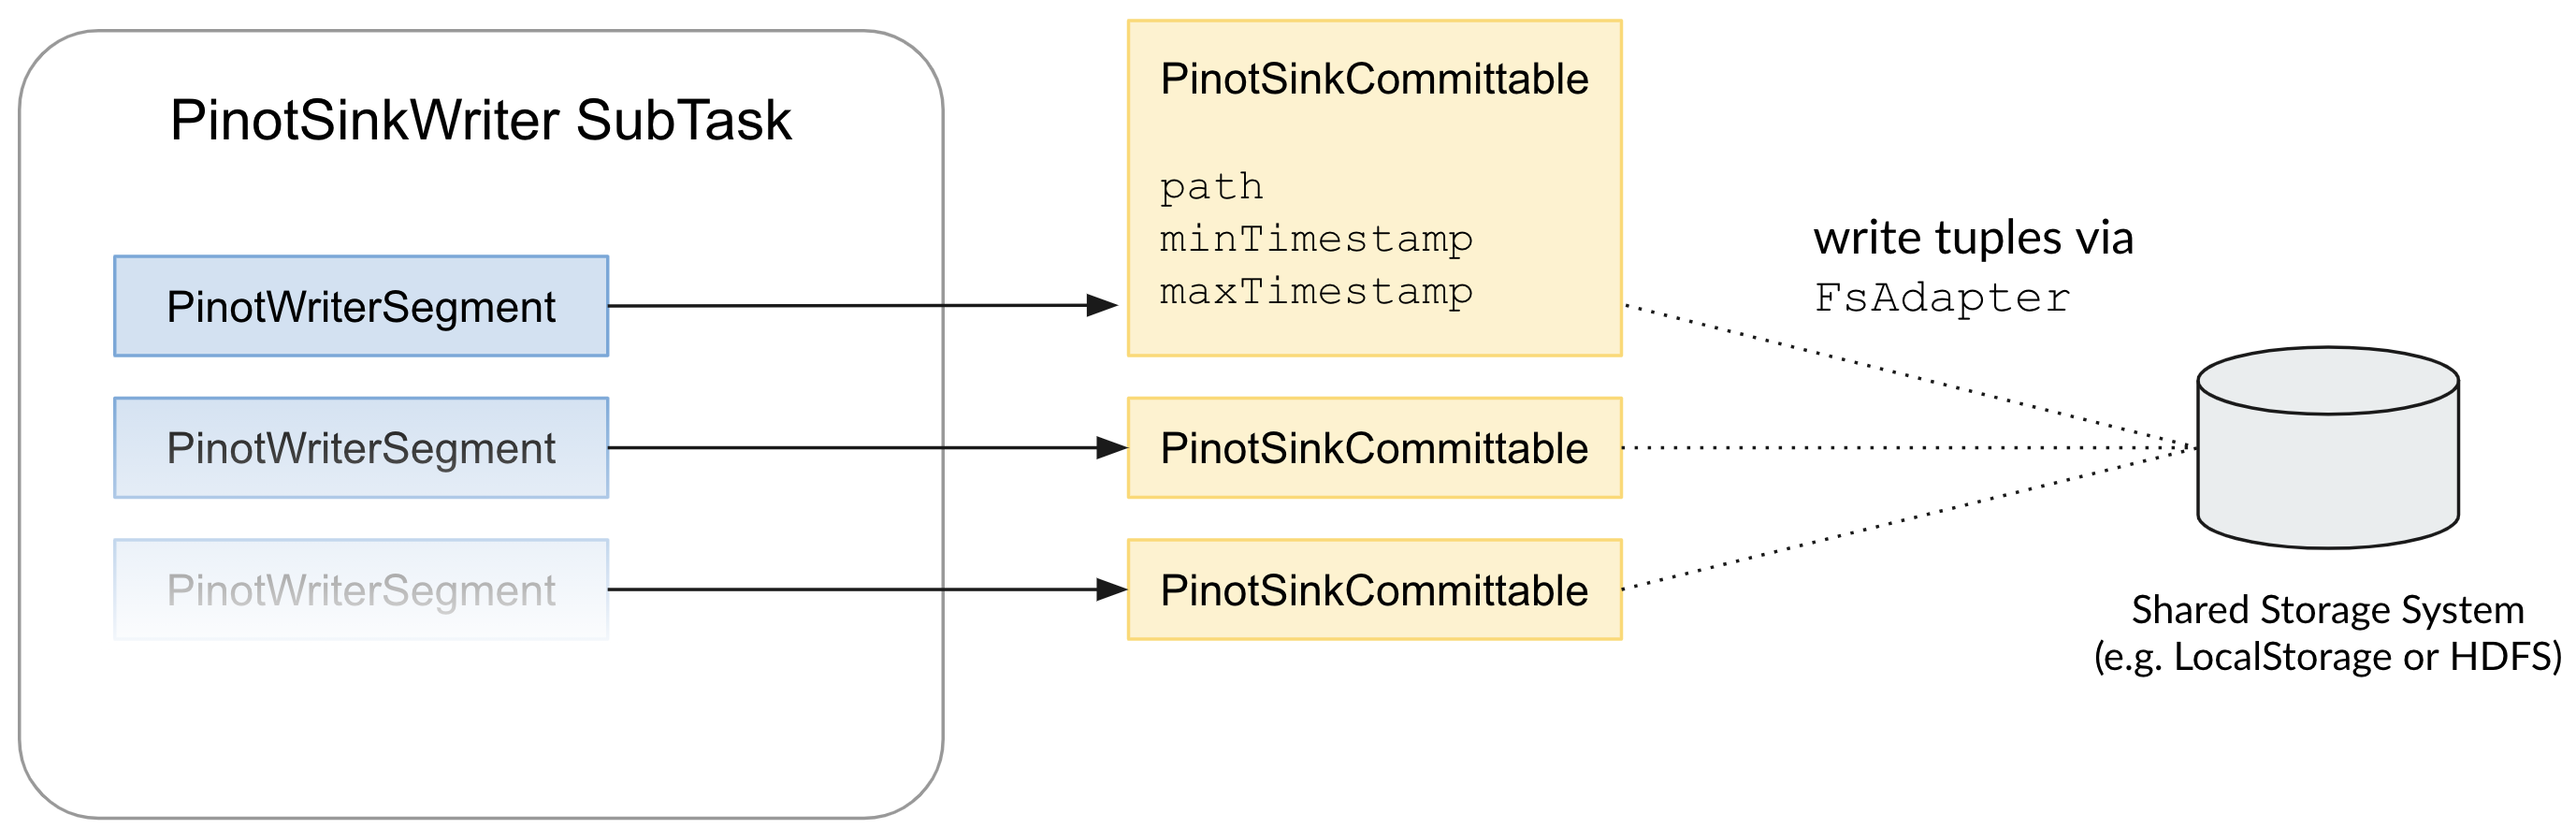 PinotSinkWriter SubTask
PinotWriterSegment
PinotWriterSegment
PinotWriterSegment
PinotSinkCommittable
path
minTimestamp
maxTimestamp
PinotSinkCommittable
PinotSinkCommittable
write tuples via
FsAdapter
Shared Storage System
(e.g. LocalStorage or HDFS)